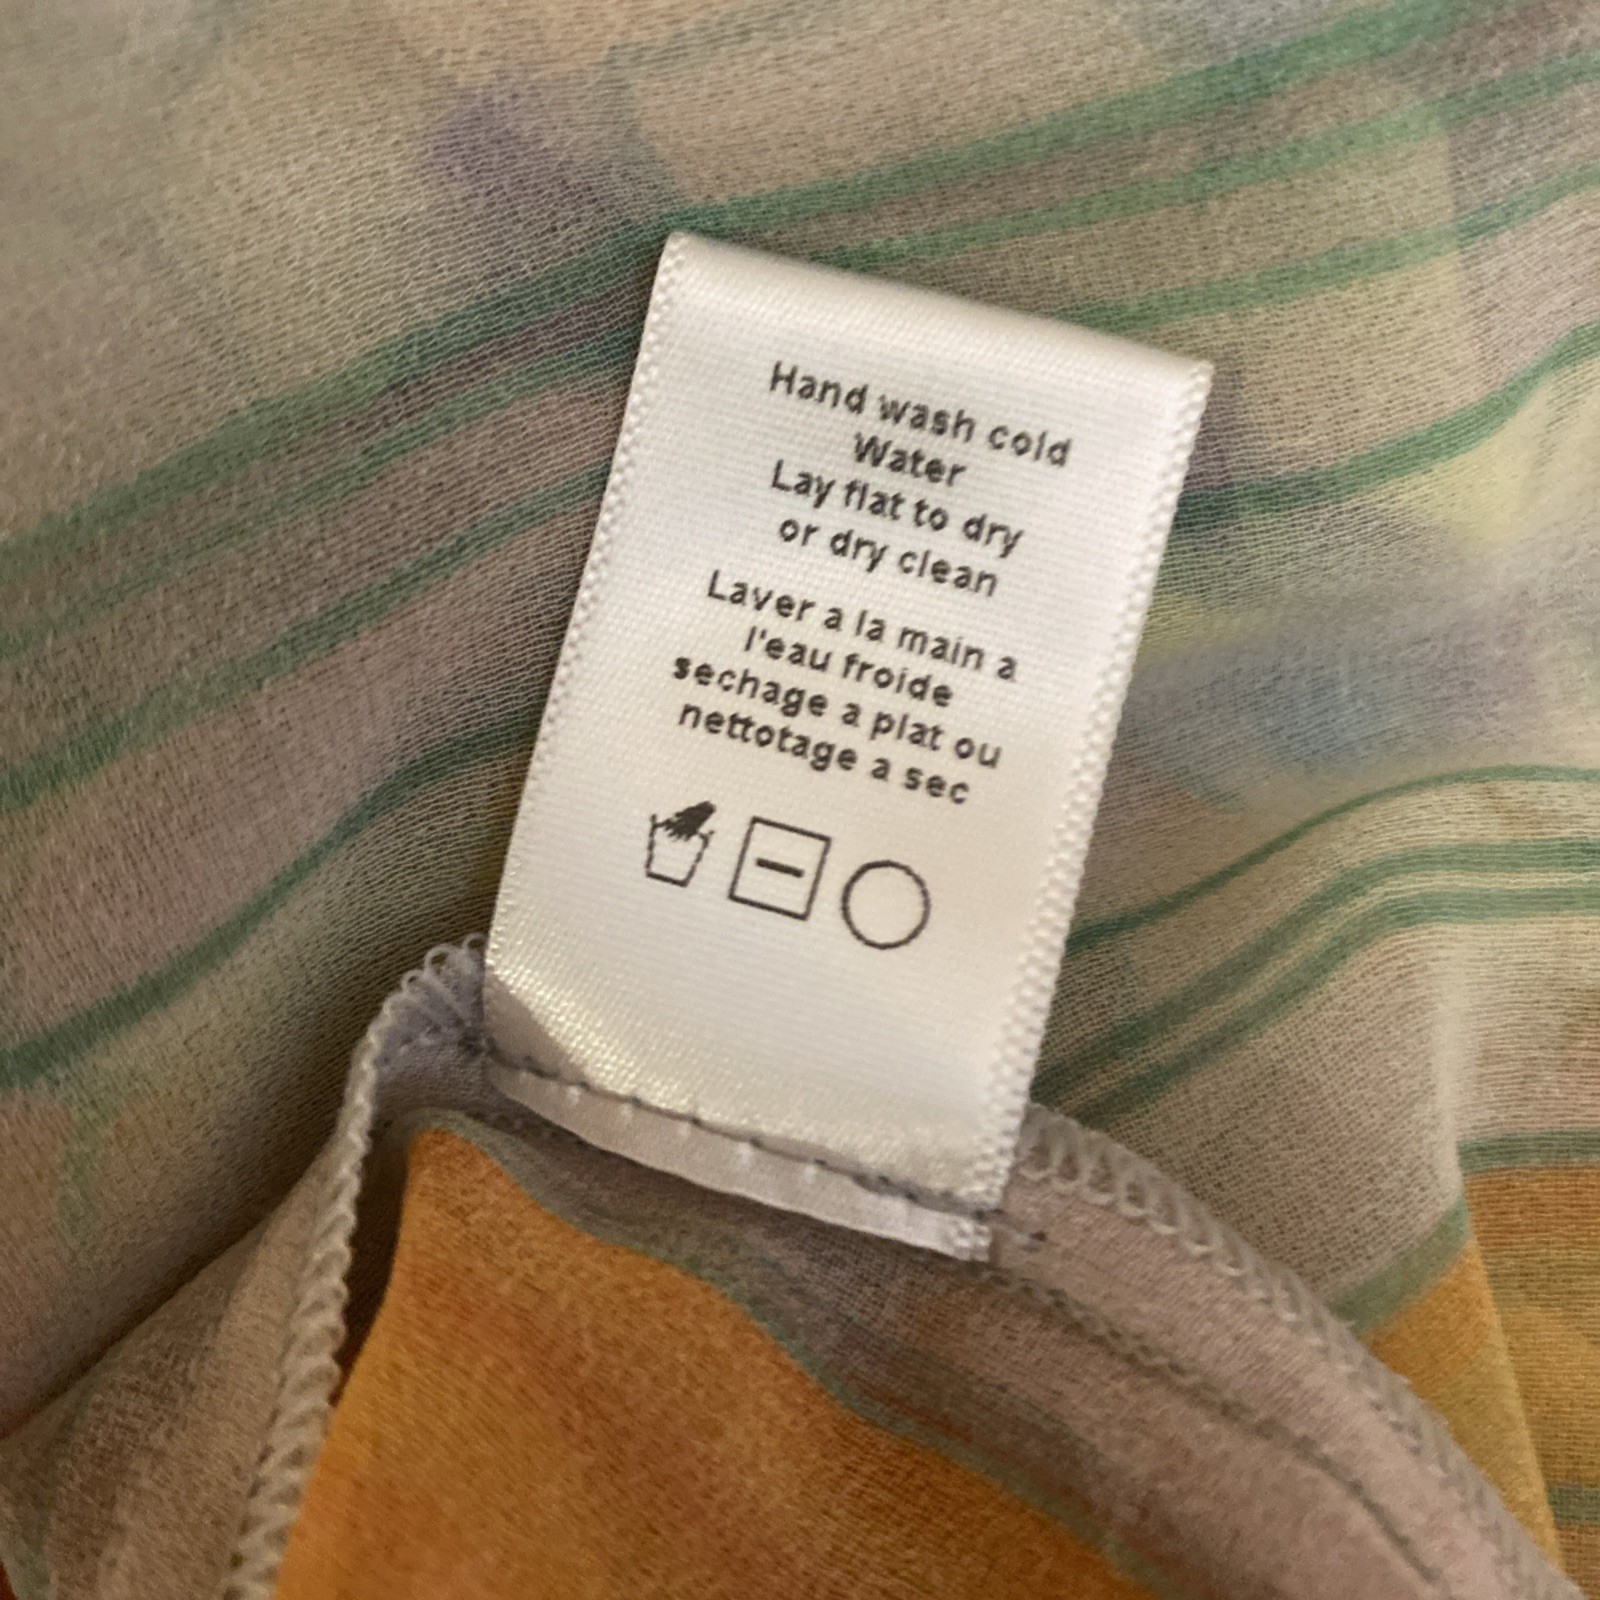 Hand wash cold
Water
Lay flat to dry
or dry clean
Laver a la main a
l'eau froide
sechage a plat ou
nettotage a sec